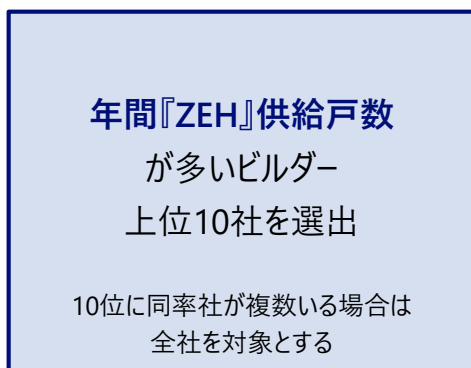 年間『ZEH』供給戸数
が多いビルダー
上位10社を選出
10位に同率社が複数いる場合は
全社を対象とする